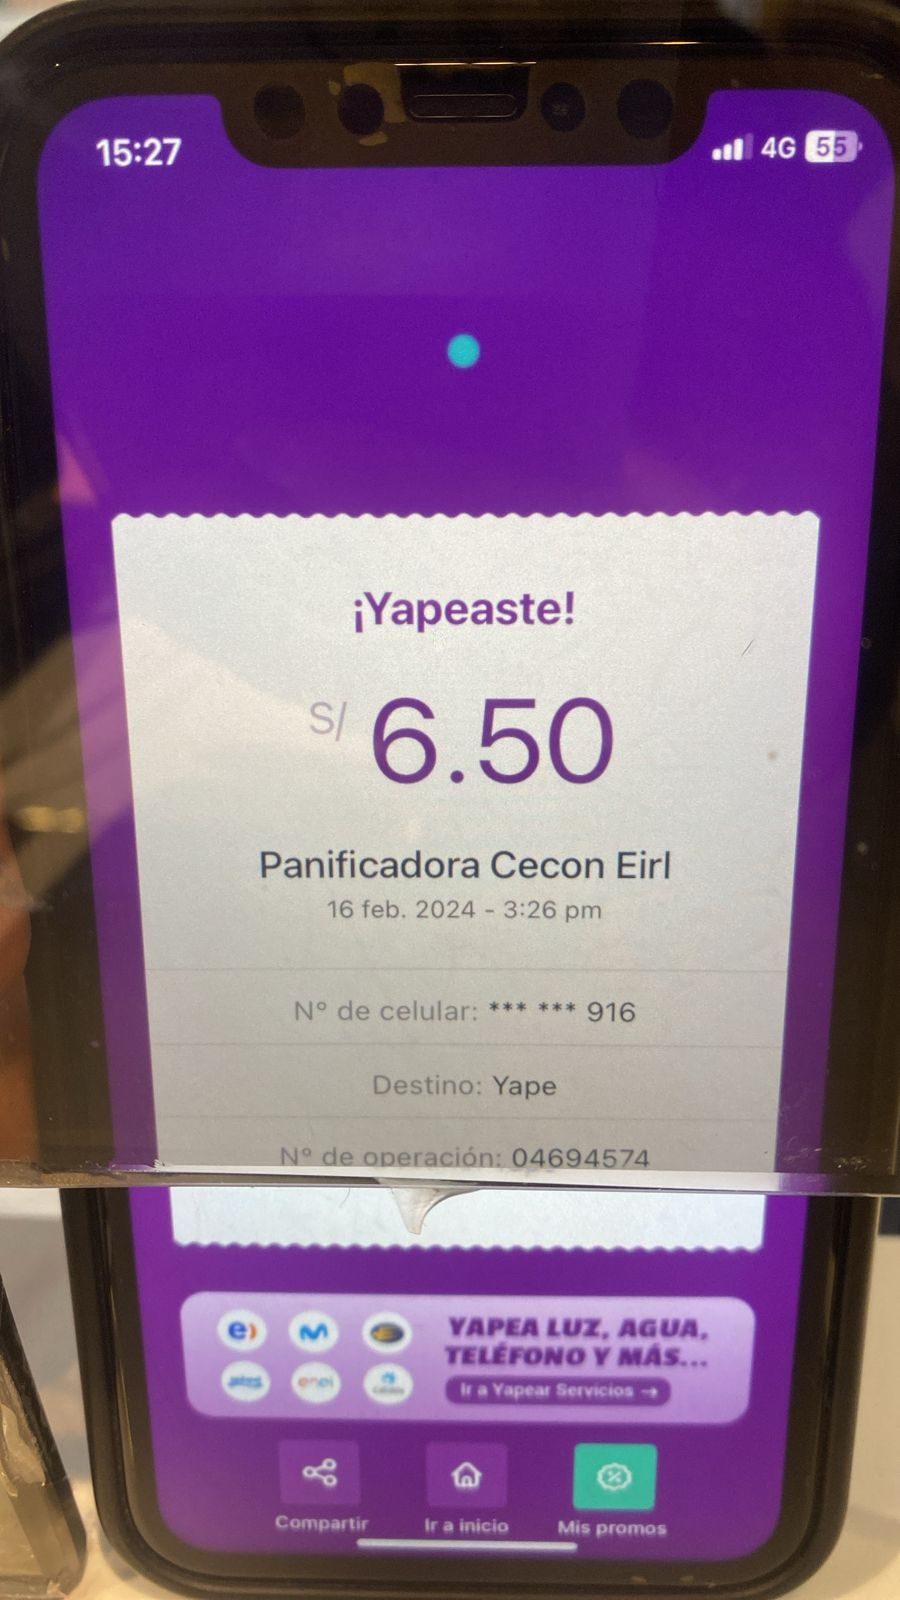 15:27
4G 55
¡Yapeaste!
S/ 6.50
Panificadora Cecon Eirl
16 feb. 2024 - 3:26 pm
N° de celular: *** *** 916
Destino: Yape
N° de operación: 04694574
e)
YAPEA LUZ, AGUA,
TELÉFONO Y MÁS...
enel
Ir a Yapear Servicios →
Compartir
Ir a inicio
Mis promos